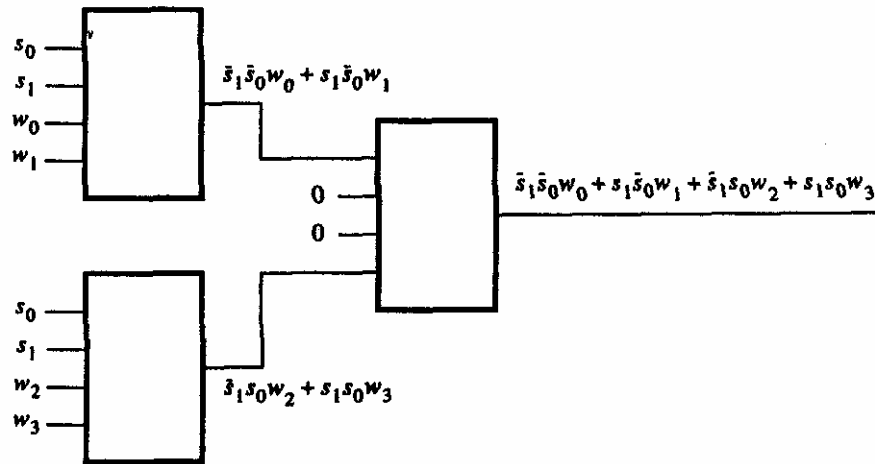 s₀
s₁
w₀
w₁
s̄₁s̄₀w₀ + s₁s̄₀w₁
0
0
s̄₁s̄₀w₀ + s₁s̄₀w₁ + s̄₁s₀w₂ + s₁s₀w₃
s₀
s₁
w₂
w₃
s̄₁s₀w₂ + s₁s₀w₃